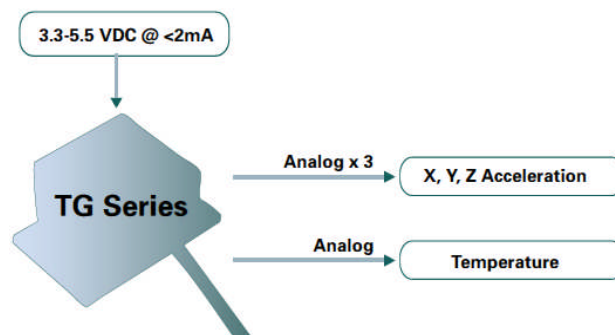 3.3-5.5 VDC @ <2mA
TG Series
Analog x 3
X, Y, Z Acceleration
Analog
Temperature